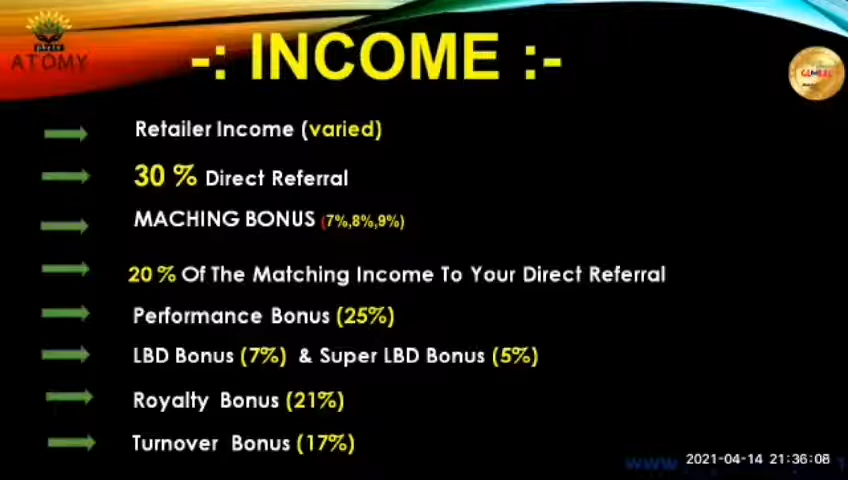 ATOMY
-: INCOME :-
Retailer Income (varied)
30 % Direct Referral
MACHING BONUS (7%,8%,9%)
20 % Of The Matching Income To Your Direct Referral
Performance Bonus (25%)
LBD Bonus (7%) & Super LBD Bonus (5%)
Royalty Bonus (21%)
Turnover Bonus (17%)
www
2021-04-14 21:36:08